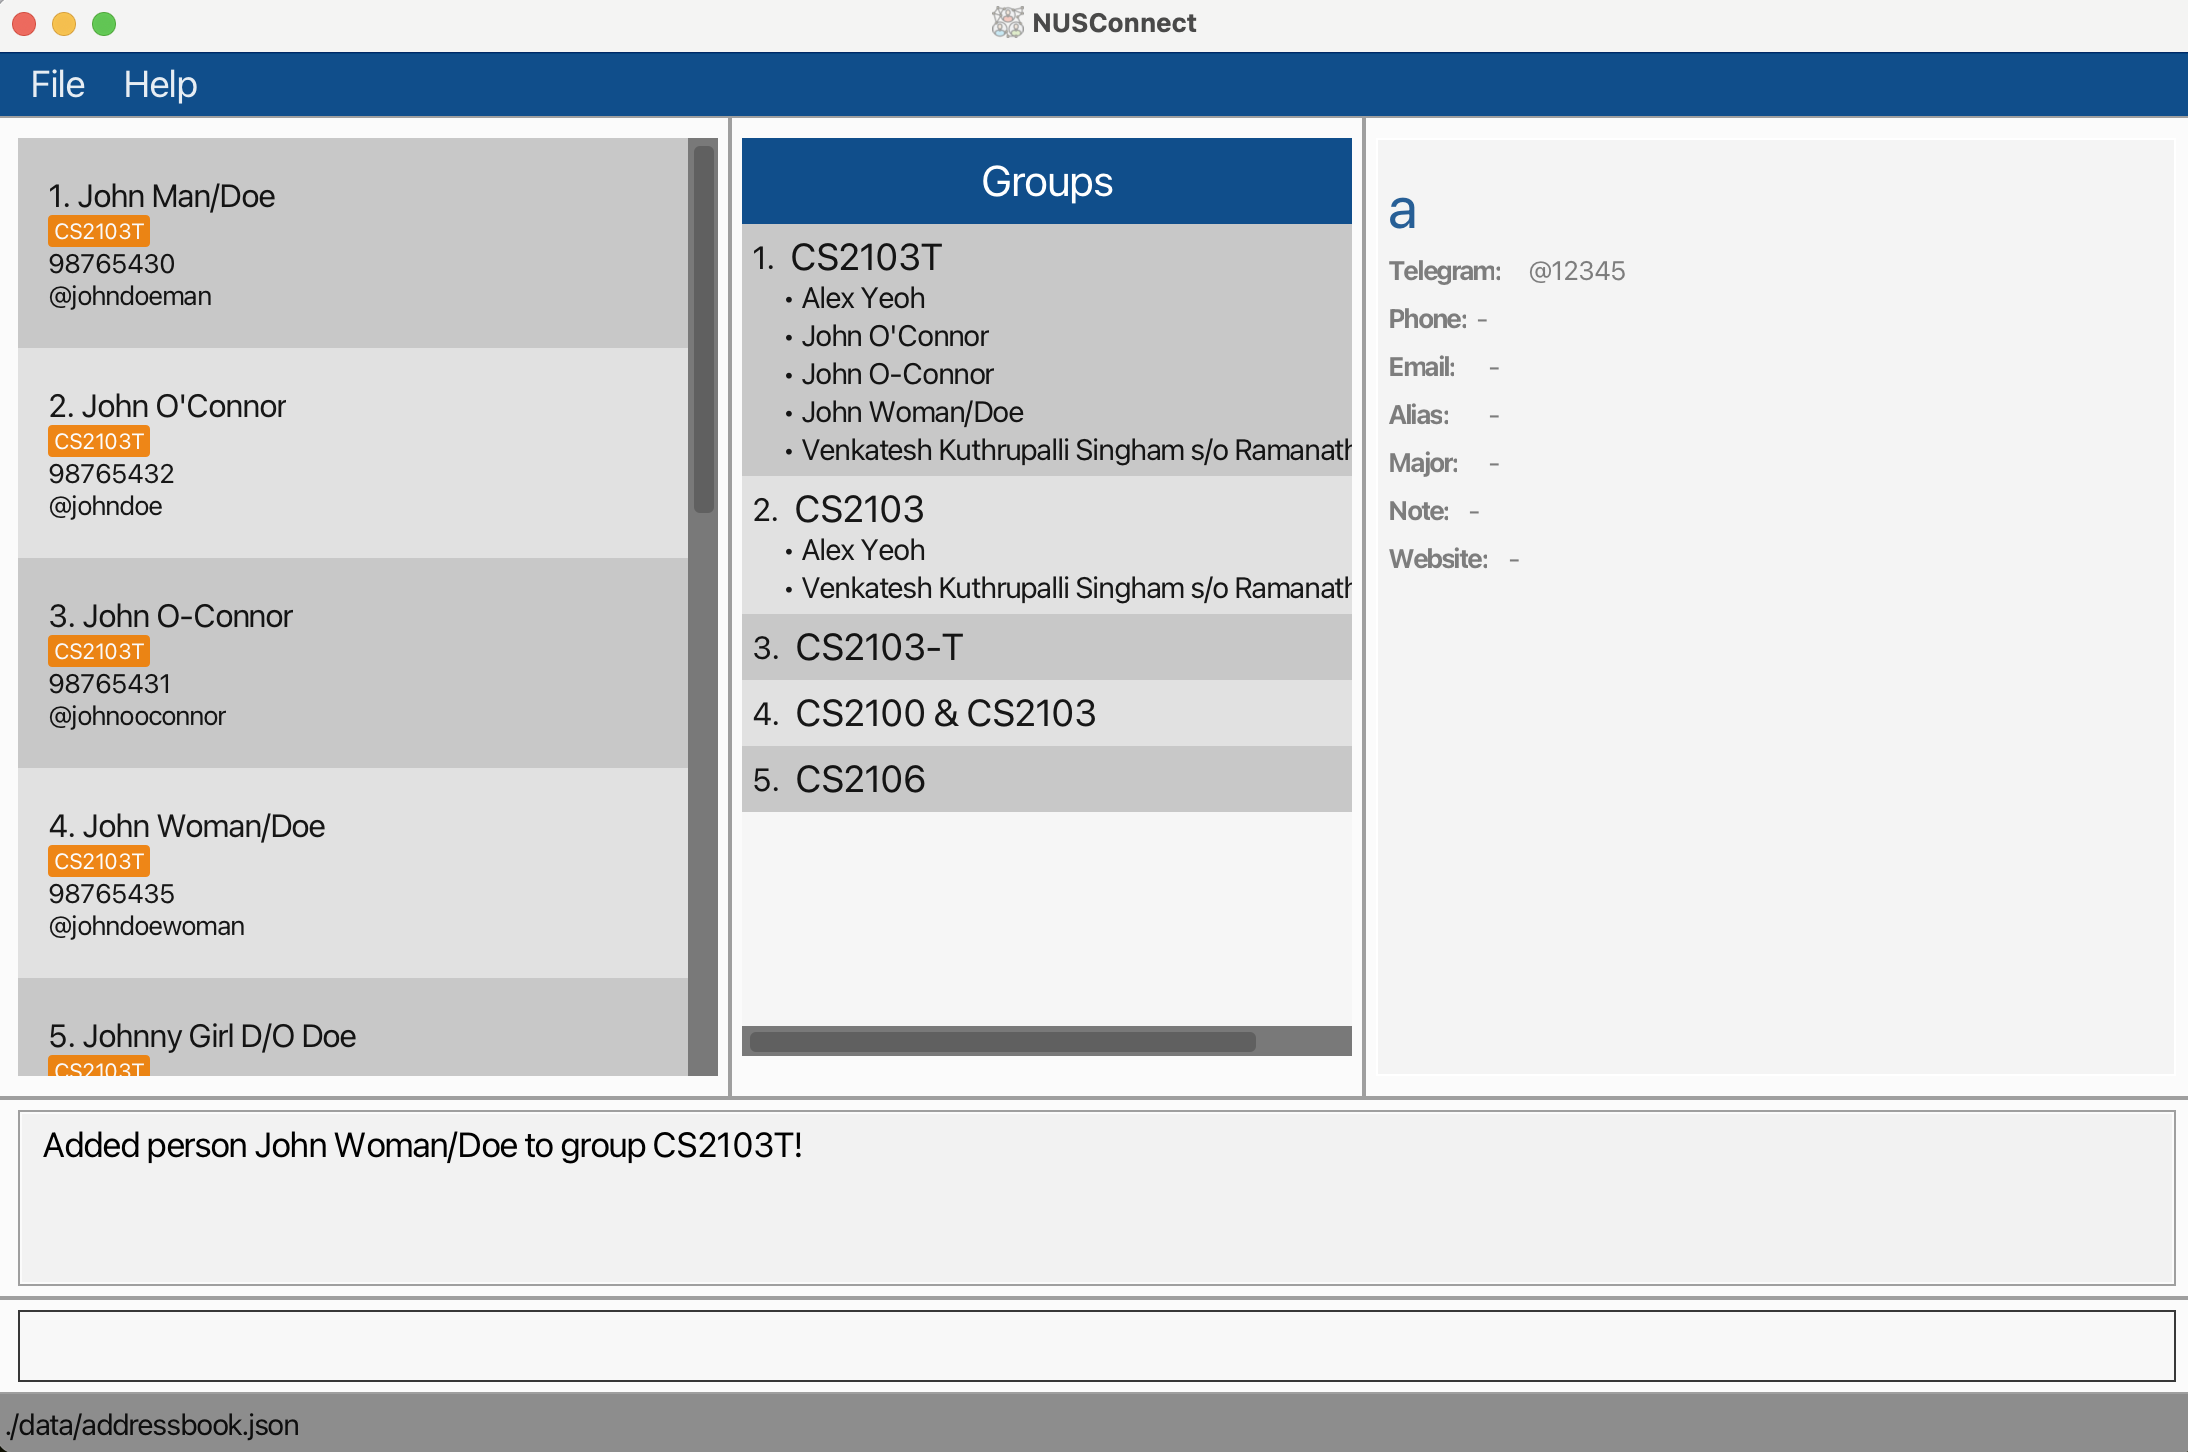 NUSConnect
File Help
1. John Man/Doe
CS2103T
98765430
@johndoeman
2. John O'Connor
CS2103T
98765432
@johndoe
3. John O-Connor
CS2103T
98765431
@johnooconnor
4. John Woman/Doe
CS2103T
98765435
@johndoewoman
5. Johnny Girl D/O Doe
CS2103T
Groups
1. CS2103T
• Alex Yeoh
• John O'Connor
• John O-Connor
• John Woman/Doe
• Venkatesh Kuthrupalli Singham s/o Ramanath
2. CS2103
• Alex Yeoh
• Venkatesh Kuthrupalli Singham s/o Ramanath
3. CS2103-T
4. CS2100 & CS2103
5. CS2106
a
Telegram: @12345
Phone: -
Email: -
Alias: -
Major: -
Note: -
Website: -
Added person John Woman/Doe to group CS2103T!
./data/addressbook.json